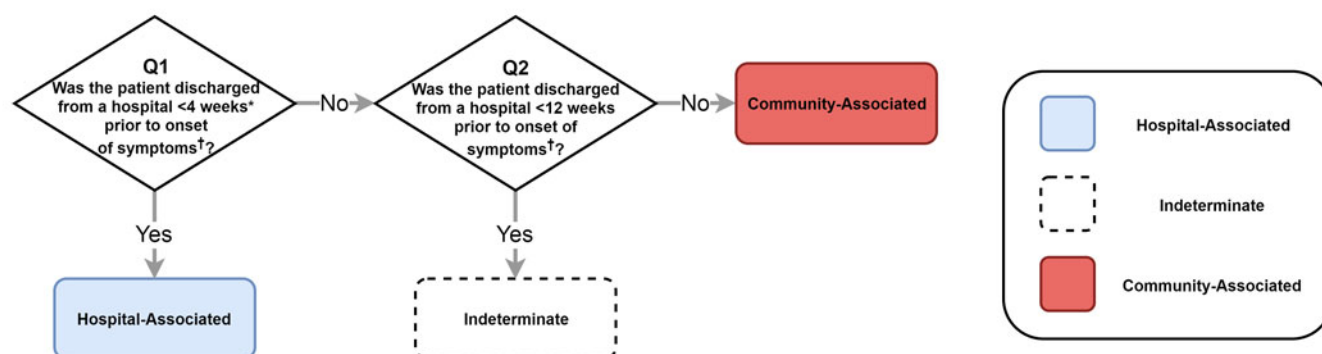 Q1
Was the patient discharged
from a hospital <4 weeks*
prior to onset
of symptoms†?
No
Q2
Was the patient discharged
from a hospital <12 weeks
prior to onset of
symptoms†?
No
Community-Associated
Yes
Hospital-Associated
Yes
Indeterminate
Hospital-Associated
Indeterminate
Community-Associated